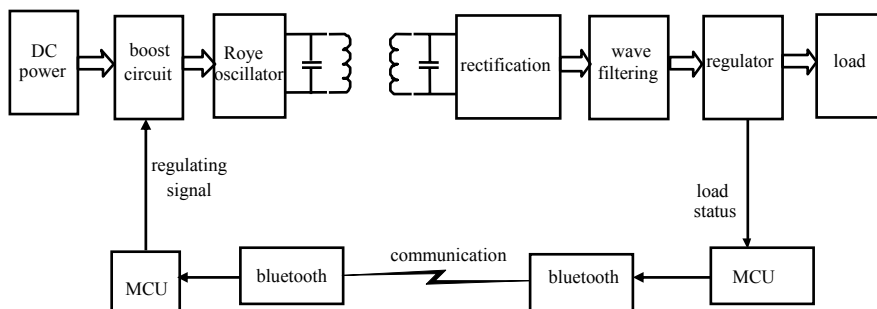 DC
power
boost
circuit
Roye
oscillator
rectification
wave
filtering
regulator
load
regulating
signal
load
status
MCU
bluetooth
communication
bluetooth
MCU